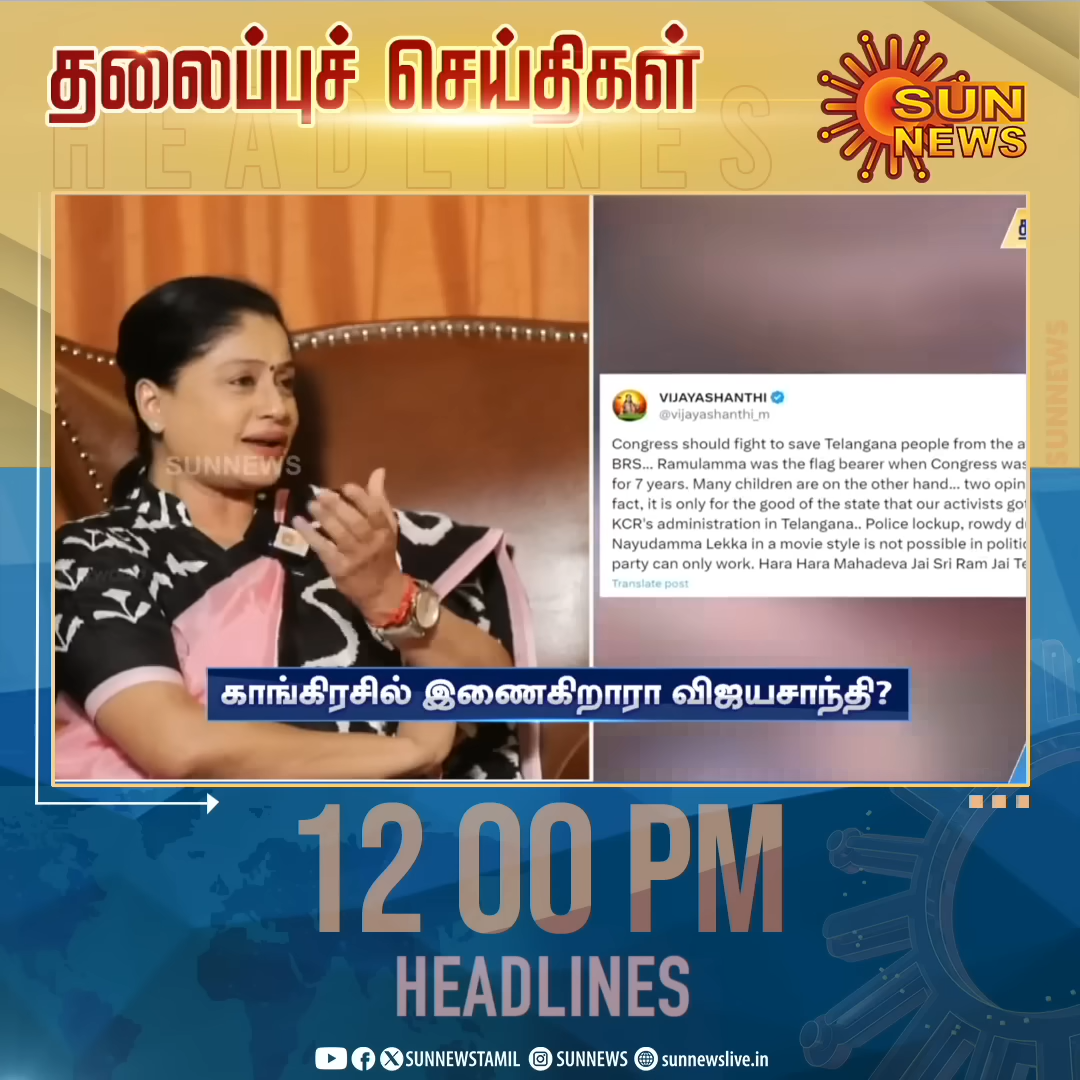 தலைப்புச் செய்திகள்
HEADLINES
SUN
NEWS
SUNNEWS
SUNNEWS
VIJAYASHANTHI
@vijayashanthi_m
Congress should fight to save Telangana people from the a
BRS... Ramulamma was the flag bearer when Congress was
for 7 years. Many children are on the other hand... two opin
fact, it is only for the good of the state that our activists got
KCR's administration in Telangana.. Police lockup, rowdy d
Nayudamma Lekka in a movie style is not possible in politic
party can only work. Hara Hara Mahadeva Jai Sri Ram Jai Te
Translate post
காங்கிரசில் இணைகிறாரா விஜயசாந்தி?
12 00 PM
HEADLINES
SUNNEWSTAMIL SUNNEWS sunnewslive.in